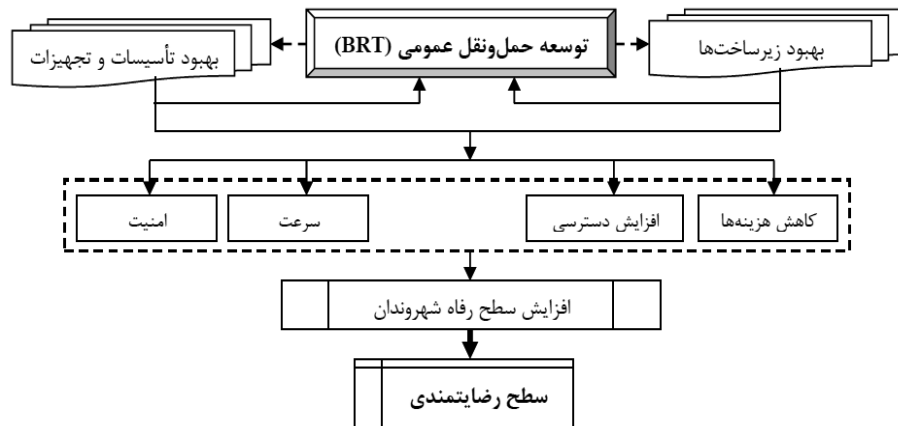 بهبود زیرساخت‌ها
توسعه حمل‌ونقل عمومی (BRT)
بهبود تأسیسات و تجهیزات
کاهش هزینه‌ها
افزایش دسترسی
سرعت
امنیت
افزایش سطح رفاه شهروندان
سطح رضایتمندی